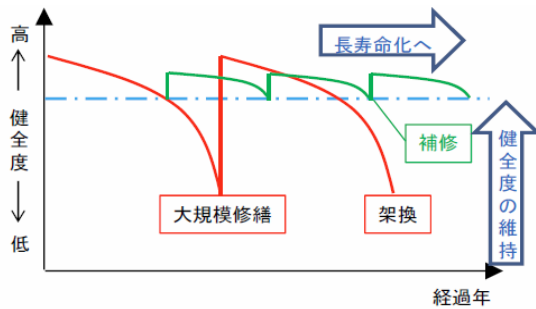 高
健全度
低
長寿命化へ
補修
健全度の維持
大規模修繕
架換
経過年